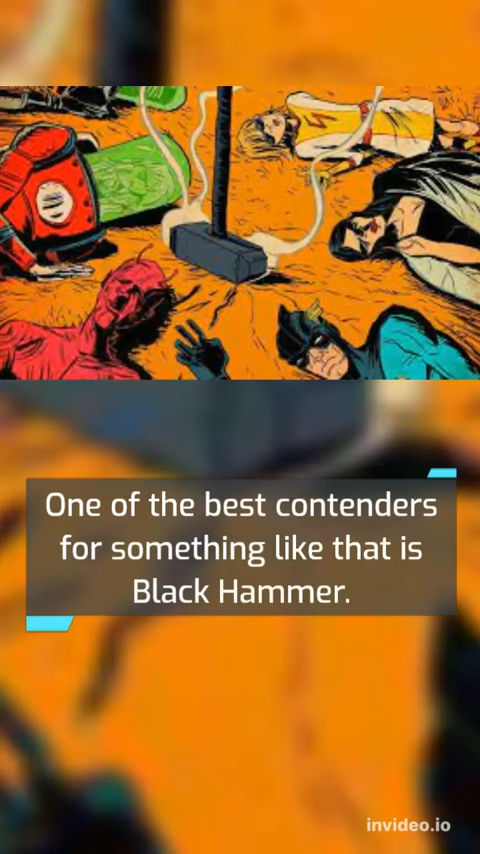 One of the best contenders
for something like that is
Black Hammer.
invideo.io